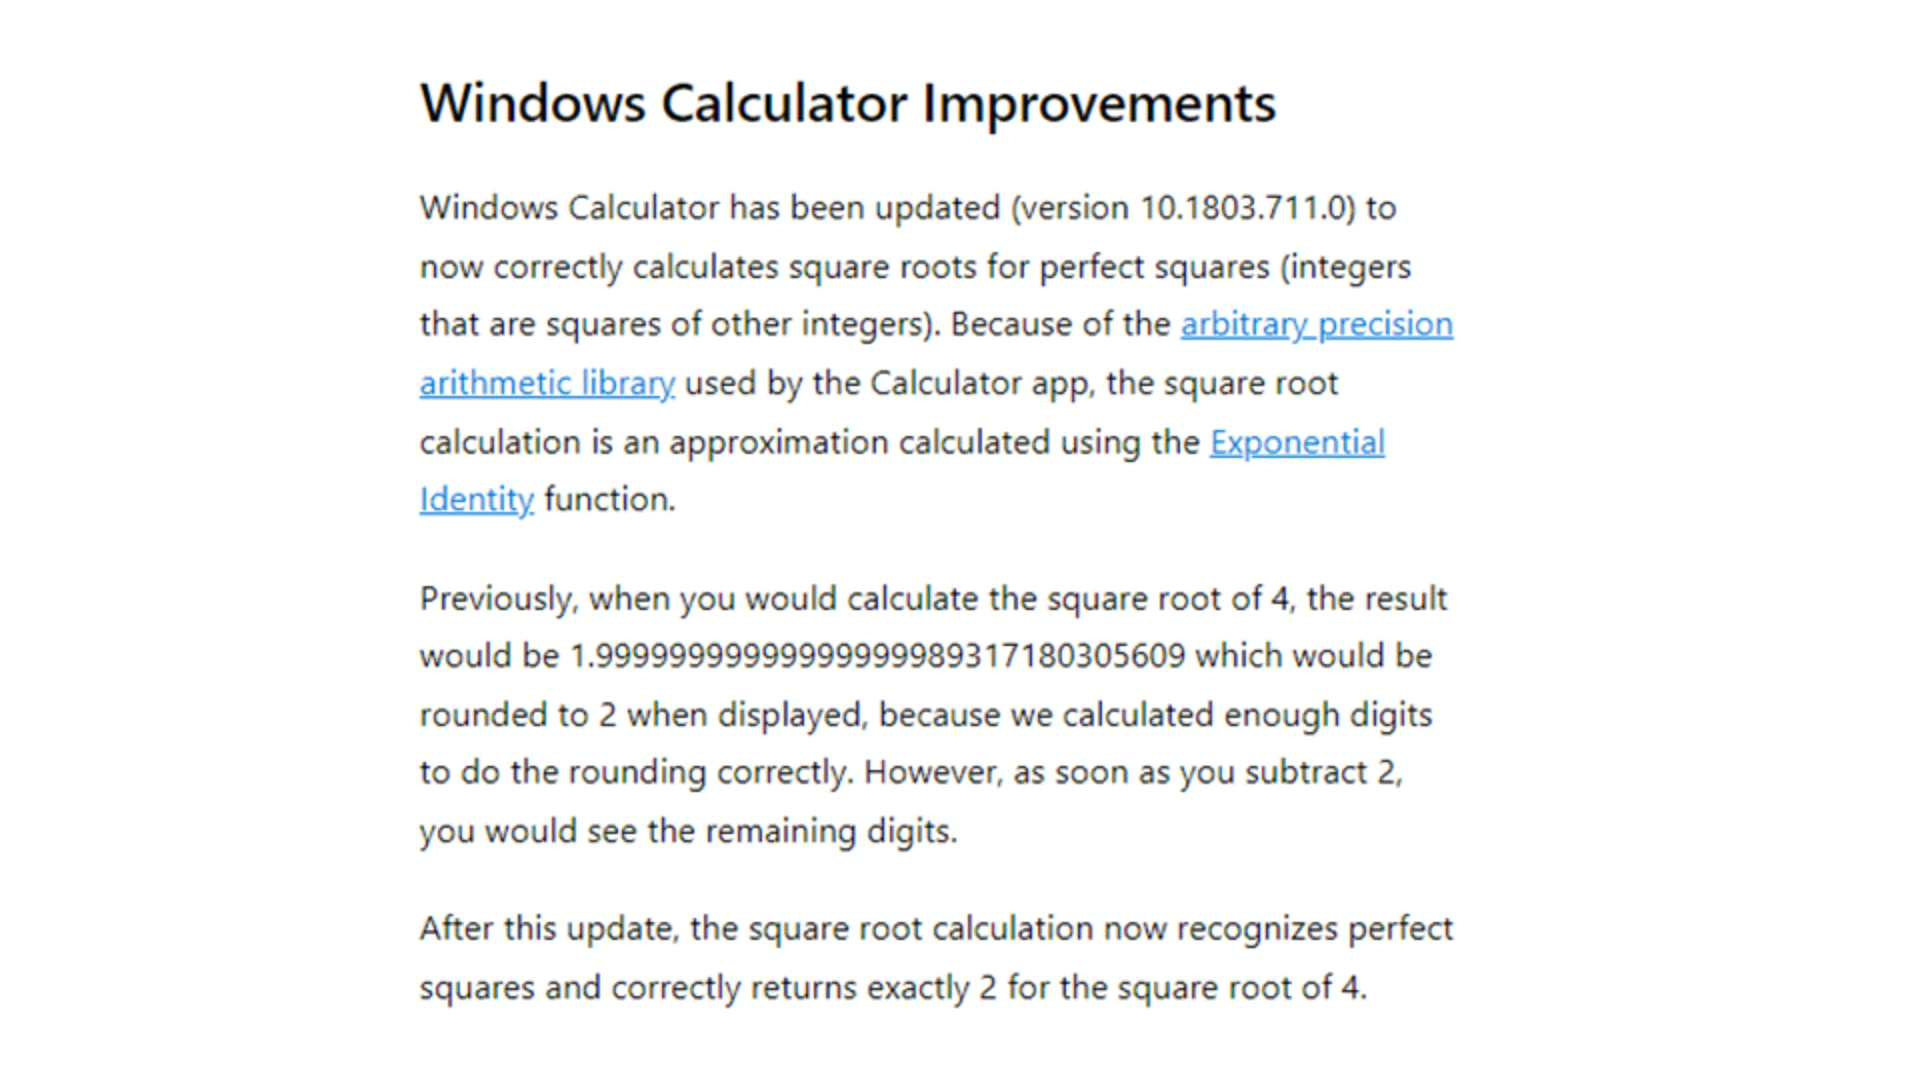 Windows Calculator Improvements
Windows Calculator has been updated (version 10.1803.711.0) to
now correctly calculates square roots for perfect squares (integers
that are squares of other integers). Because of the arbitrary precision
arithmetic library used by the Calculator app, the square root
calculation is an approximation calculated using the Exponential
Identity function.
Previously, when you would calculate the square root of 4, the result
would be 1.99999999999999999989317180305609 which would be
rounded to 2 when displayed, because we calculated enough digits
to do the rounding correctly. However, as soon as you subtract 2,
you would see the remaining digits.
After this update, the square root calculation now recognizes perfect
squares and correctly returns exactly 2 for the square root of 4.